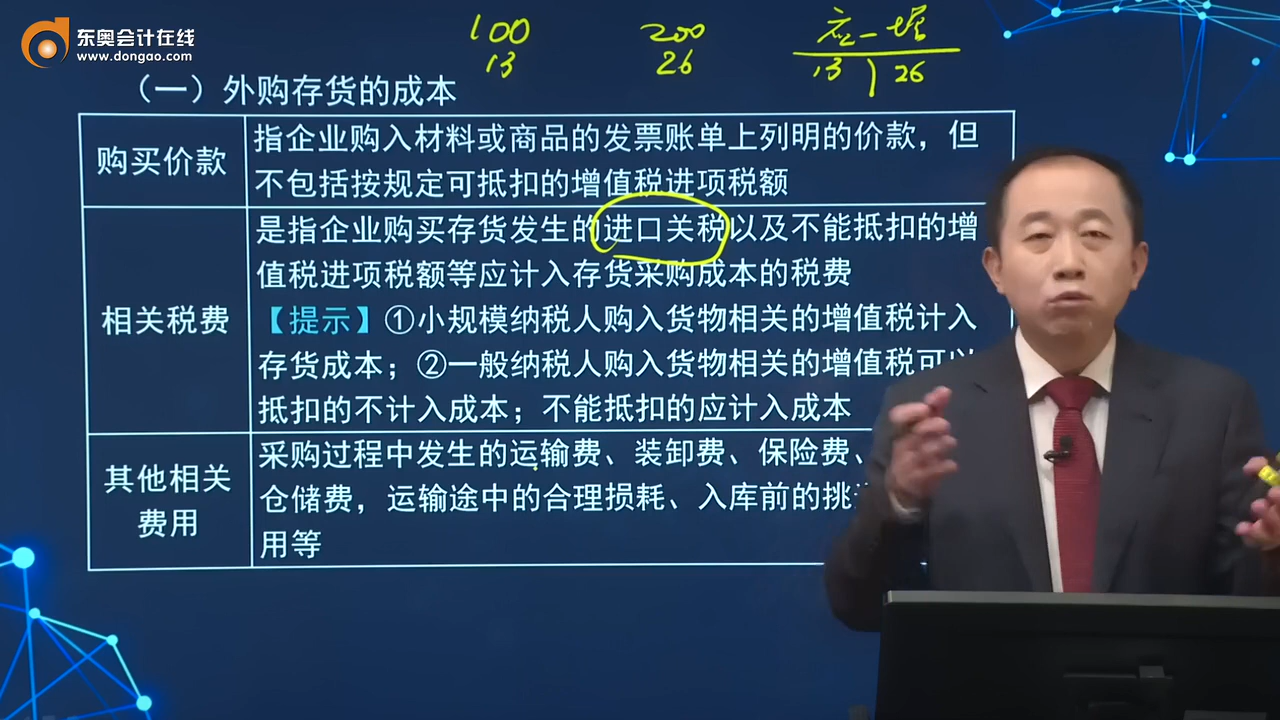 东奥会计在线
www.dongao.com
100 200 应一增
13 26 13 26
（一）外购存货的成本
购买价款
指企业购入材料或商品的发票账单上列明的价款，但
不包括按规定可抵扣的增值税进项税额
相关税费
是指企业购买存货发生的进口关税以及不能抵扣的增
值税进项税额等应计入存货采购成本的税费
【提示】①小规模纳税人购入货物相关的增值税计入
存货成本；②一般纳税人购入货物相关的增值税可以
抵扣的不计入成本；不能抵扣的应计入成本
其他相关
费用
采购过程中发生的运输费、装卸费、保险费、
仓储费，运输途中的合理损耗、入库前的挑
用等